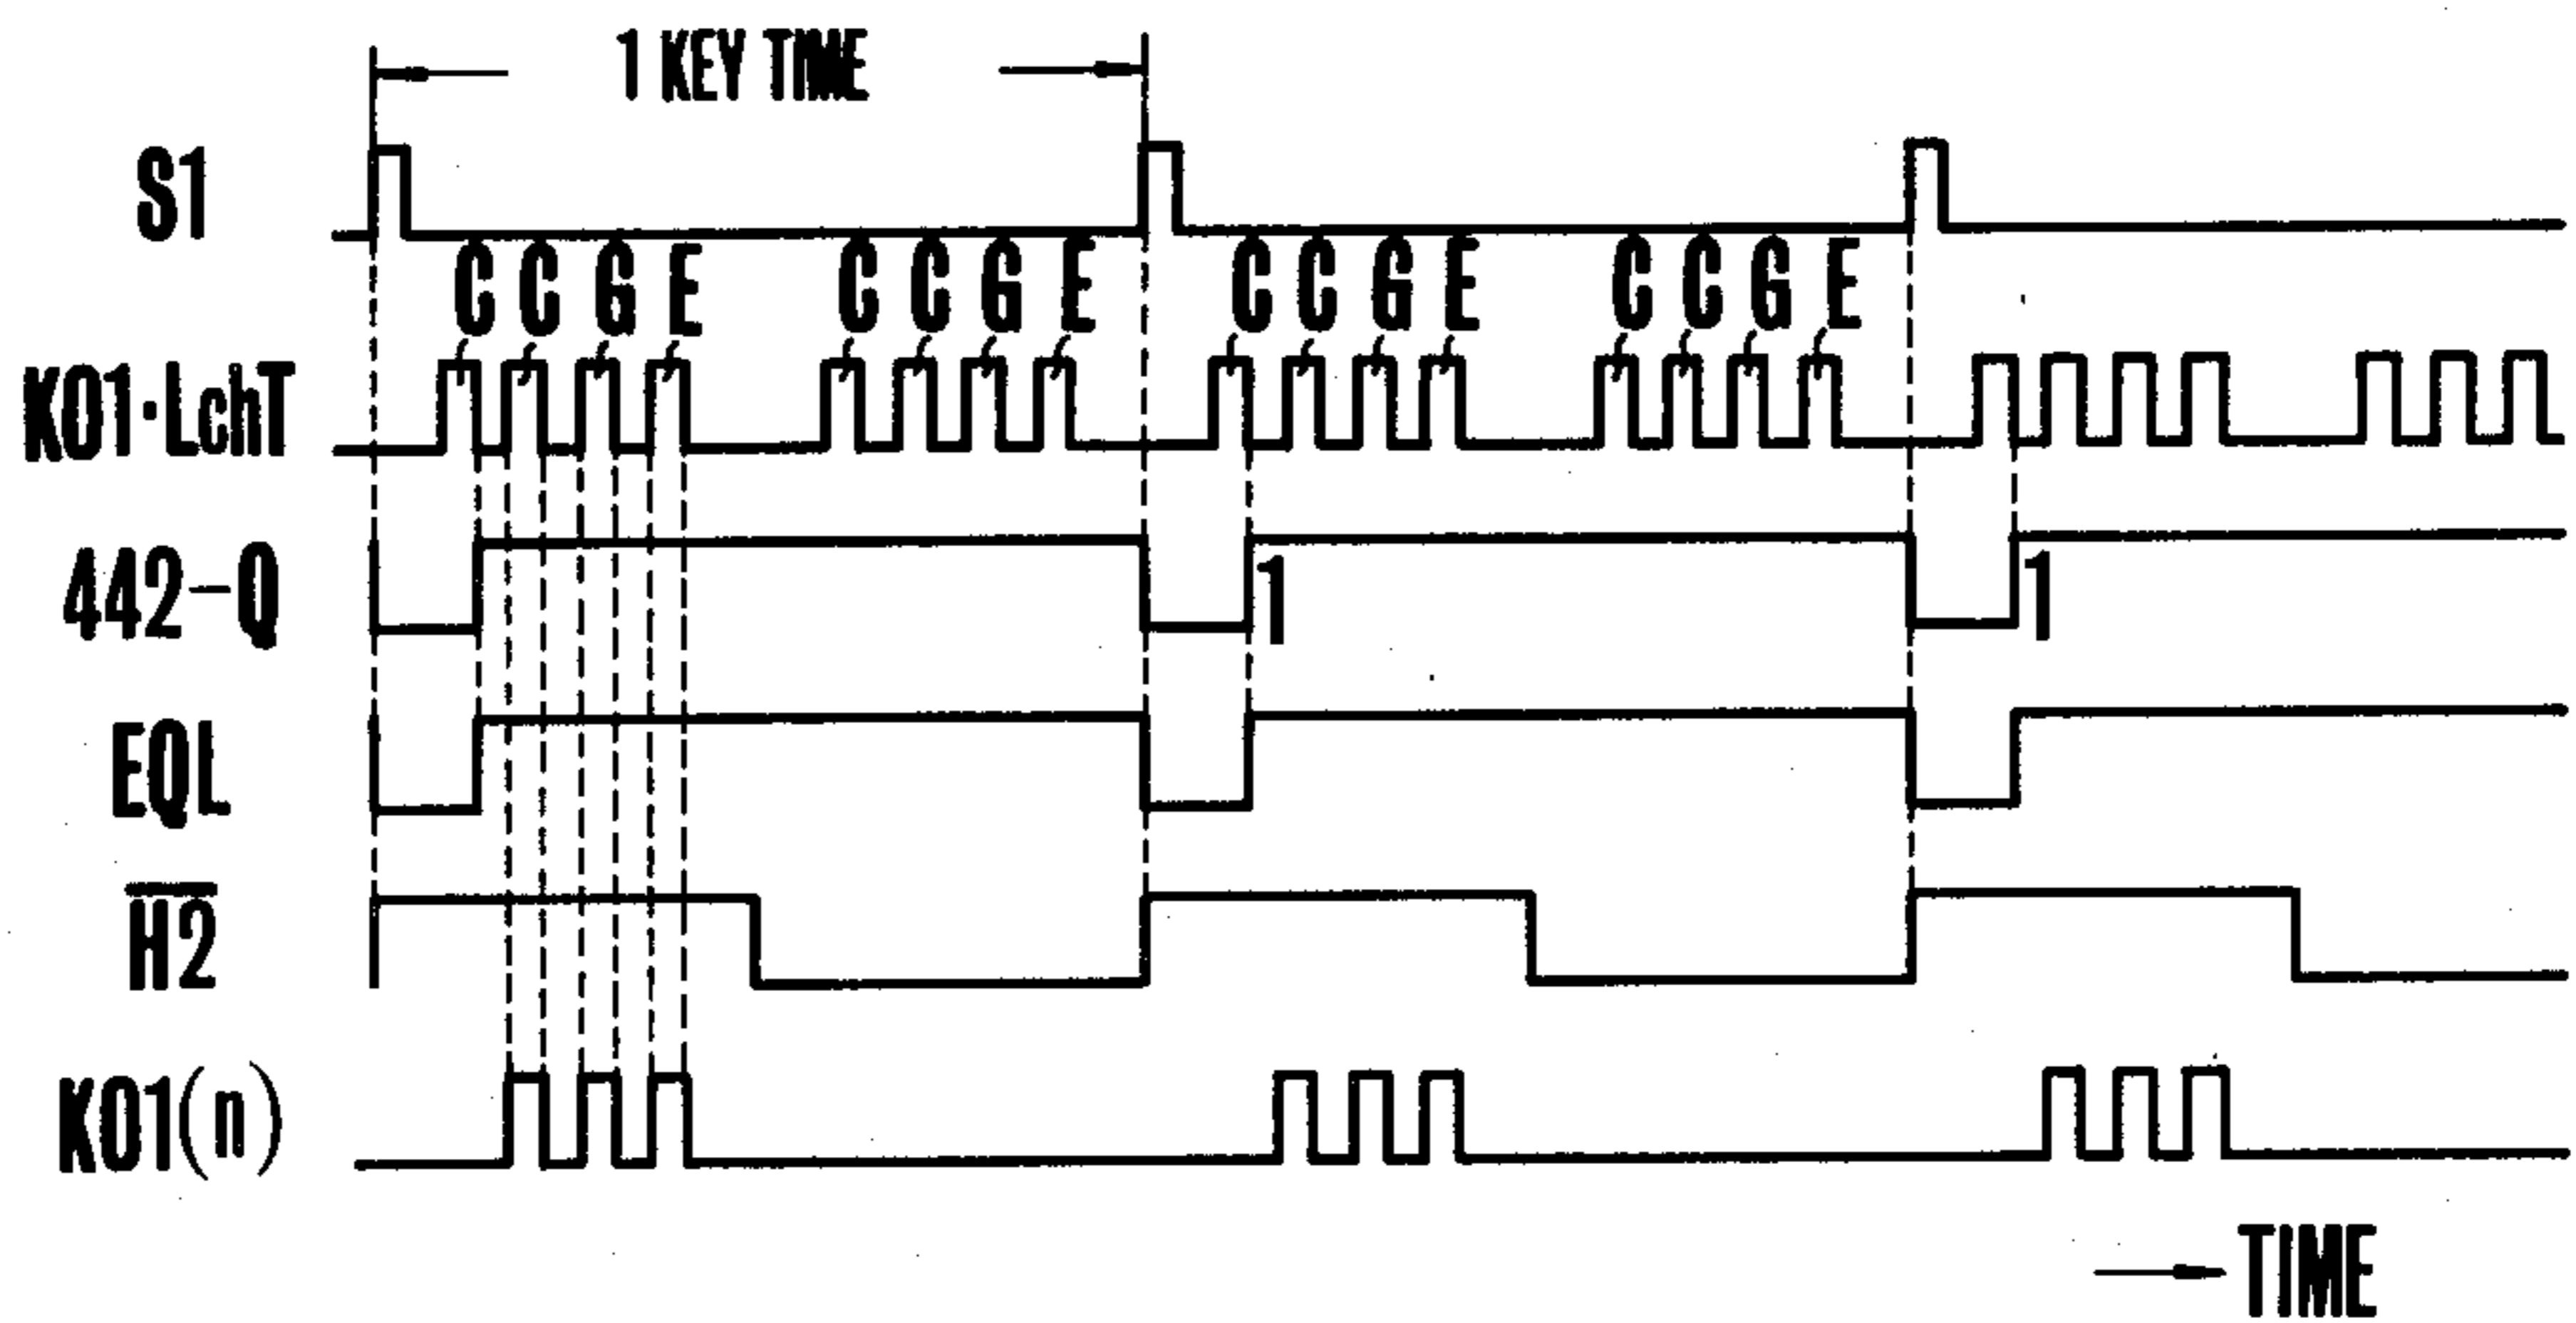 1 KEY TIME
S1
C C G E C C G E C C G E C C G E
K01·LchT
442-Q
1 1
EQL
H2
K01(n)
TIME